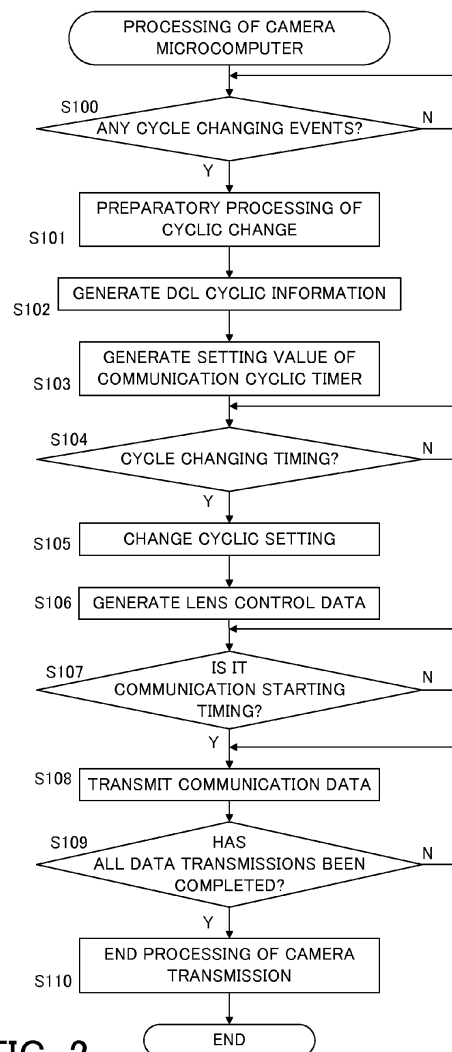 PROCESSING OF CAMERA
MICROCOMPUTER
S100
ANY CYCLE CHANGING EVENTS?
N
Y
PREPARATORY PROCESSING OF
CYCLIC CHANGE
S101
GENERATE DCL CYCLIC INFORMATION
S102
GENERATE SETTING VALUE OF
COMMUNICATION CYCLIC TIMER
S103
S104
CYCLE CHANGING TIMING?
N
Y
CHANGE CYCLIC SETTING
S105
GENERATE LENS CONTROL DATA
S106
S107
IS IT
COMMUNICATION STARTING
TIMING?
N
Y
S108
TRANSMIT COMMUNICATION DATA
S109
HAS
ALL DATA TRANSMISSIONS BEEN
COMPLETED?
N
Y
END PROCESSING OF CAMERA
TRANSMISSION
S110
END